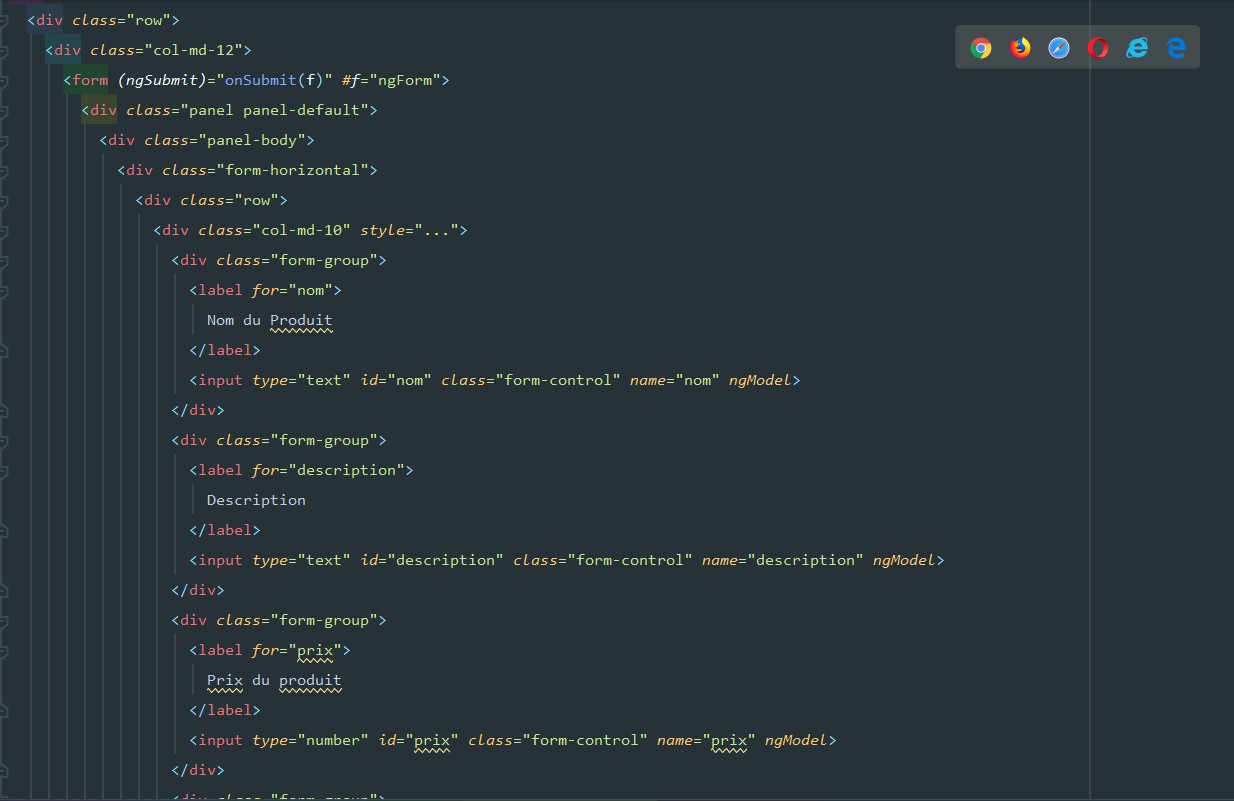 <div class="row">
<div class="col-md-12">
<form (ngSubmit)="onSubmit(f)" #f="ngForm">
<div class="panel panel-default">
<div class="panel-body">
<div class="form-horizontal">
<div class="row">
<div class="col-md-10" style="...">
<div class="form-group">
<label for="nom">
Nom du Produit
</label>
<input type="text" id="nom" class="form-control" name="nom" ngModel>
</div>
<div class="form-group">
<label for="description">
Description
</label>
<input type="text" id="description" class="form-control" name="description" ngModel>
</div>
<div class="form-group">
<label for="prix">
Prix du produit
</label>
<input type="number" id="prix" class="form-control" name="prix" ngModel>
</div>
<div class="form-group">